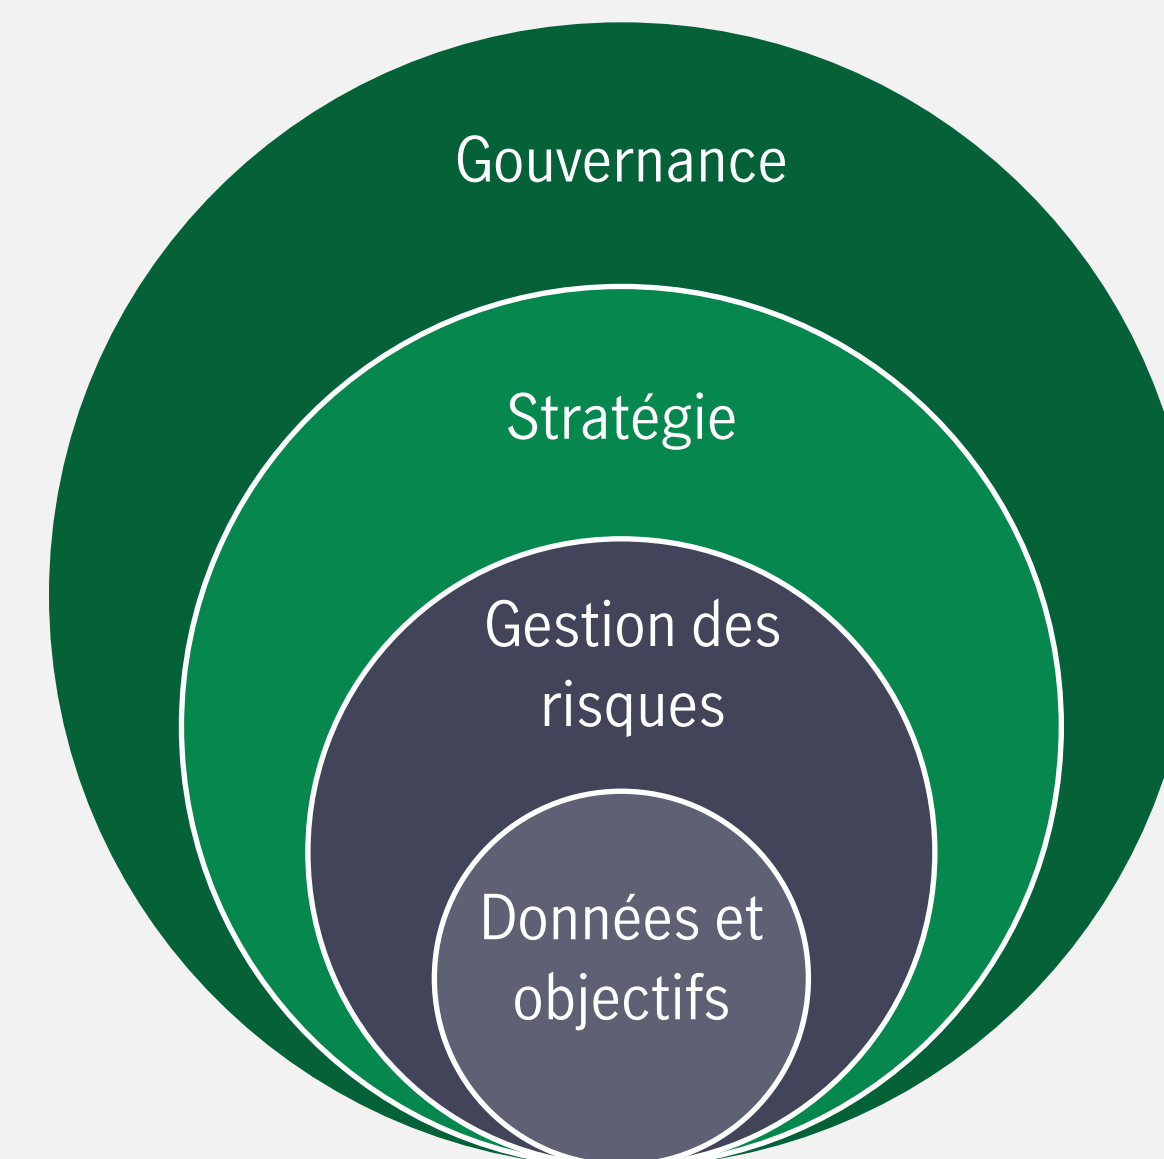 Gouvernance
Stratégie
Gestion des
risques
Données et
objectifs